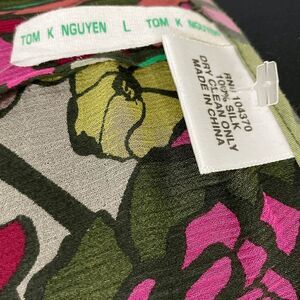 TOM K NGUYEN L TOM K NGUYEN
RN# 104370
100% SILK
DRY CLEAN ONLY
MADE IN CHINA